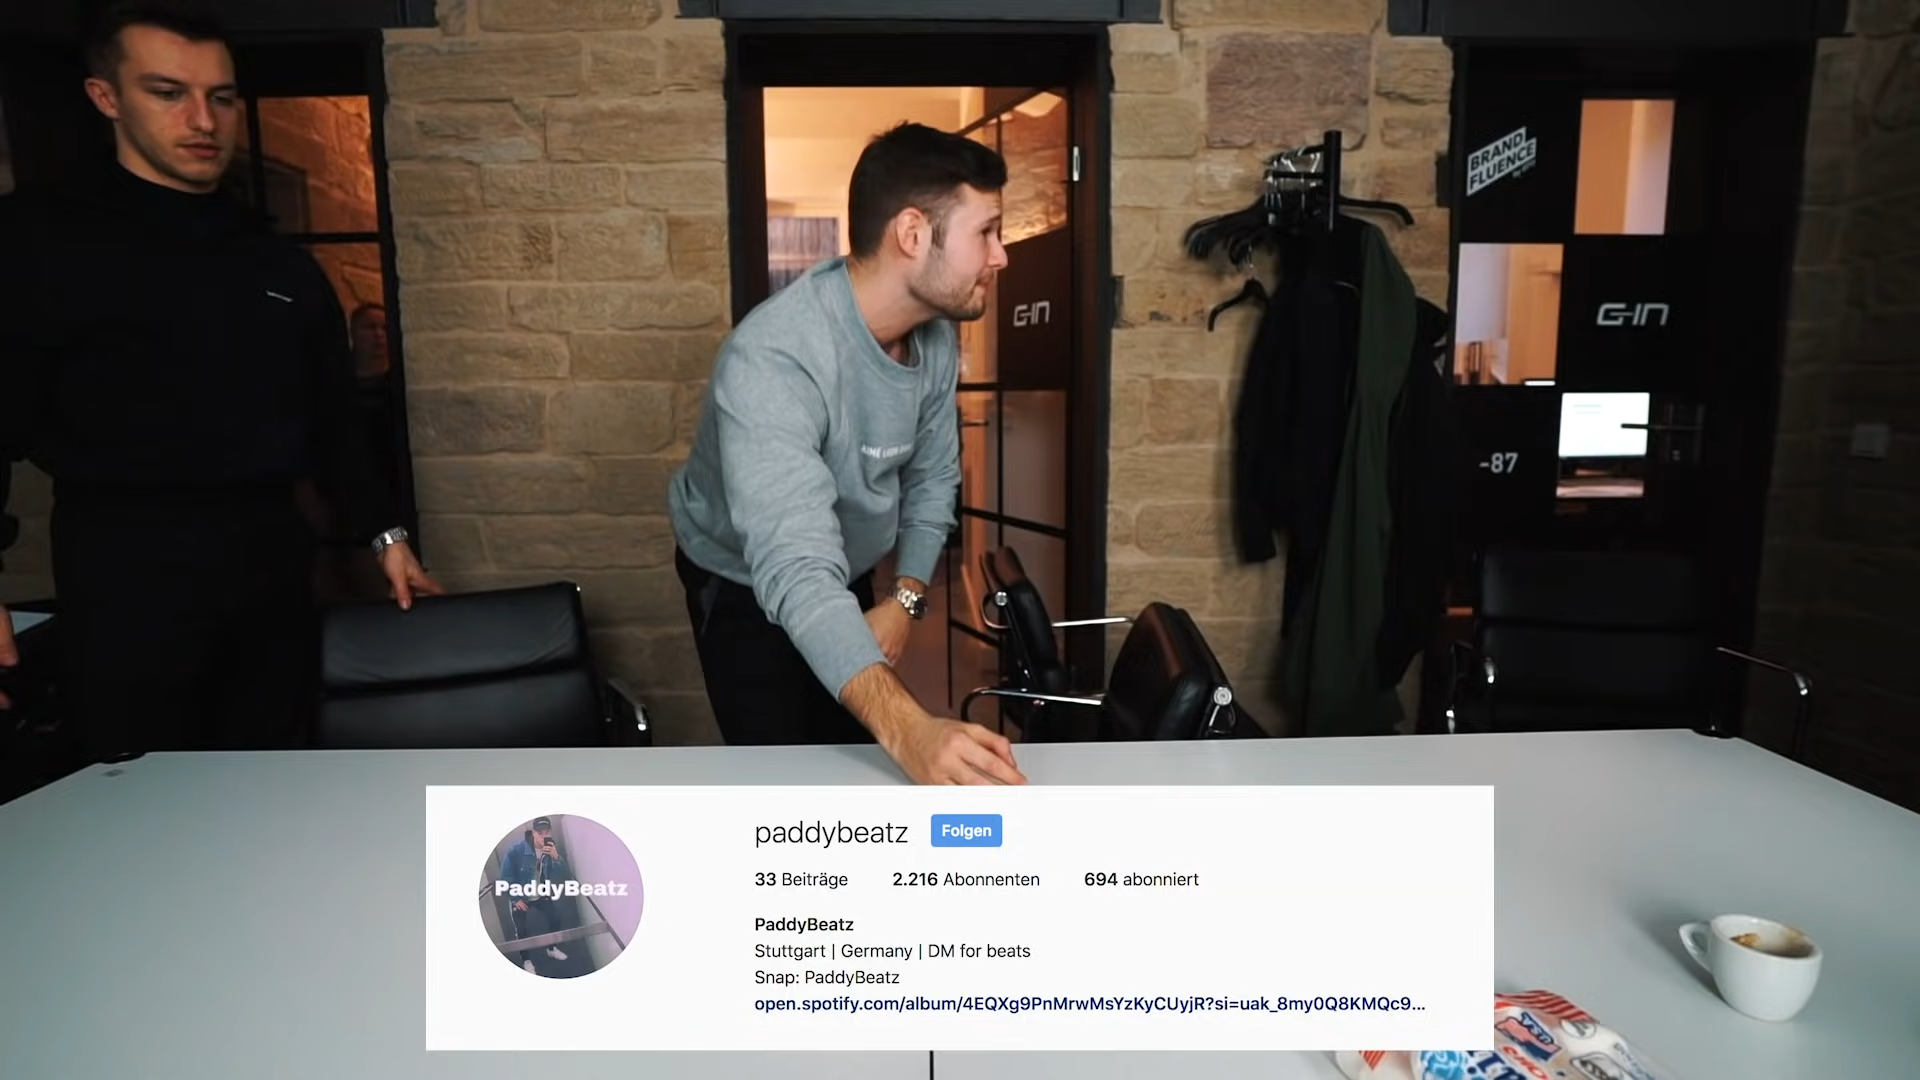 BRAND
FLUENCE
G-IN
G-IN
-87
paddybeatz Folgen
33 Beiträge 2.216 Abonnenten 694 abonniert
PaddyBeatz
PaddyBeatz
Stuttgart | Germany | DM for beats
Snap: PaddyBeatz
open.spotify.com/album/4EQXg9PnMrwMsYzKyCUyjR?si=uak_8my0Q8KMQc9...
USA